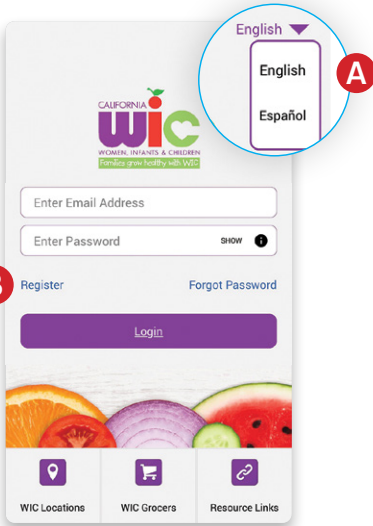 English
English
A
Español
CALIFORNIA
wic
WOMEN, INFANTS & CHILDREN
Families grow healthy with WIC
Enter Email Address
Enter Password SHOW i
B
Register Forgot Password
Login
WIC Locations WIC Grocers Resource Links